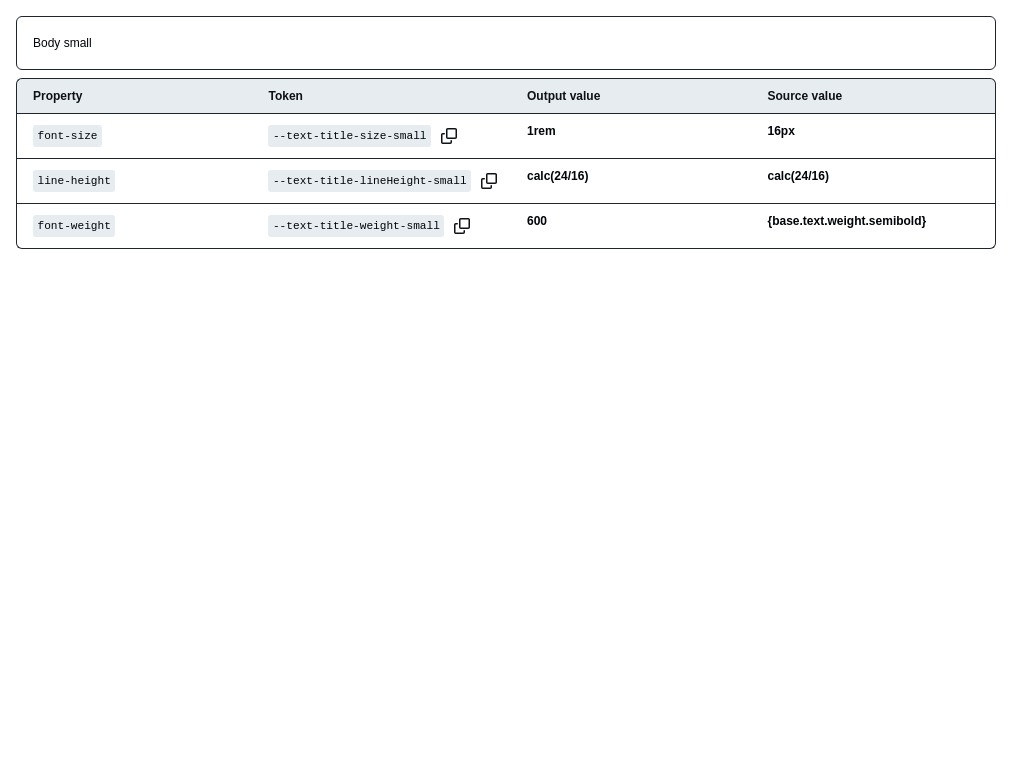 Body small
Property Token Output value Source value
font-size --text-title-size-small 1rem 16px
line-height --text-title-lineHeight-small calc(24/16) calc(24/16)
font-weight --text-title-weight-small 600 {base.text.weight.semibold}